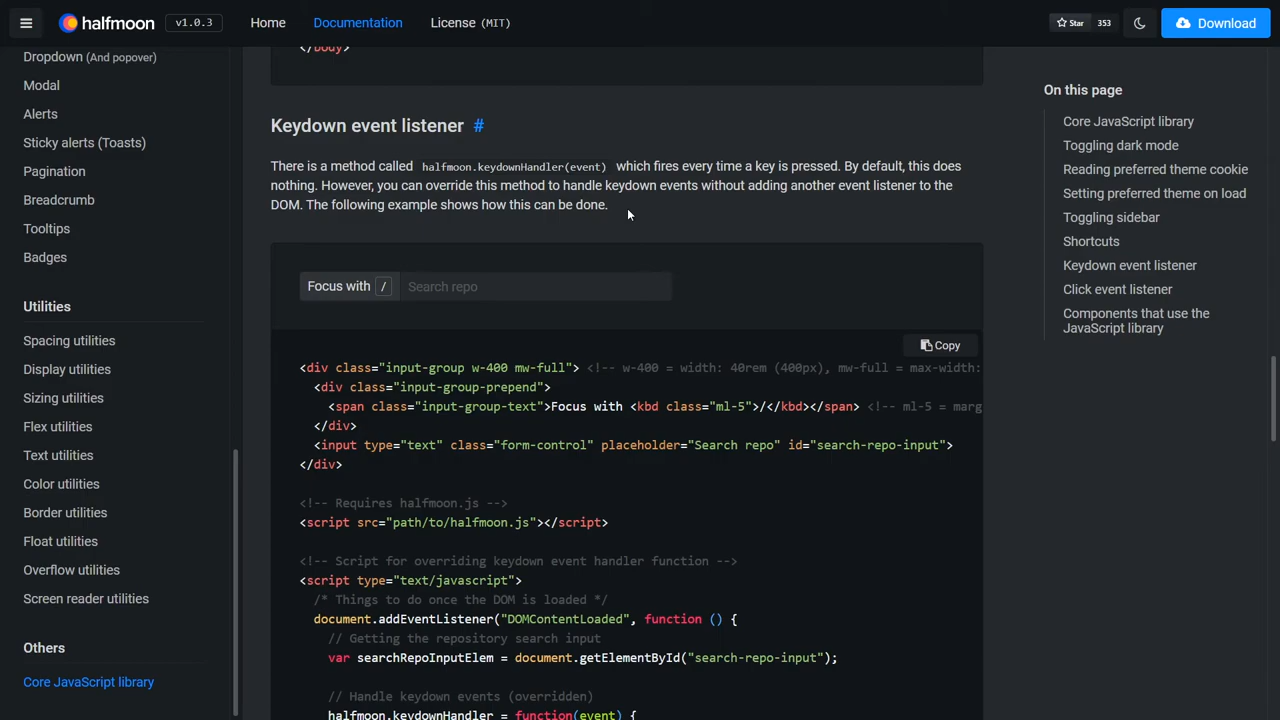 halfmoon
v1.0.3
Home
Documentation
License (MIT)
Star 353
Download
Dropdown (And popover)
Modal
Alerts
Sticky alerts (Toasts)
Pagination
Breadcrumb
Tooltips
Badges
Utilities
Spacing utilities
Display utilities
Sizing utilities
Flex utilities
Text utilities
Color utilities
Border utilities
Float utilities
Overflow utilities
Screen reader utilities
Others
Core JavaScript library
</body>
Keydown event listener #
There is a method called halfmoon.keydownHandler(event) which fires every time a key is pressed. By default, this does
nothing. However, you can override this method to handle keydown events without adding another event listener to the
DOM. The following example shows how this can be done.
Focus with / Search repo
Copy
<div class="input-group w-400 mw-full"> <!-- w-400 = width: 40rem (400px), mw-full = max-width:
<div class="input-group-prepend">
<span class="input-group-text">Focus with <kbd class="ml-5">/</kbd></span> <!-- ml-5 = marg
</div>
<input type="text" class="form-control" placeholder="Search repo" id="search-repo-input">
</div>
<!-- Requires halfmoon.js -->
<script src="path/to/halfmoon.js"></script>
<!-- Script for overriding keydown event handler function -->
<script type="text/javascript">
/* Things to do once the DOM is loaded */
document.addEventListener("DOMContentLoaded", function () {
// Getting the repository search input
var searchRepoInputElem = document.getElementById("search-repo-input");
// Handle keydown events (overridden)
halfmoon.keydownHandler = function(event) {
On this page
Core JavaScript library
Toggling dark mode
Reading preferred theme cookie
Setting preferred theme on load
Toggling sidebar
Shortcuts
Keydown event listener
Click event listener
Components that use the
JavaScript library